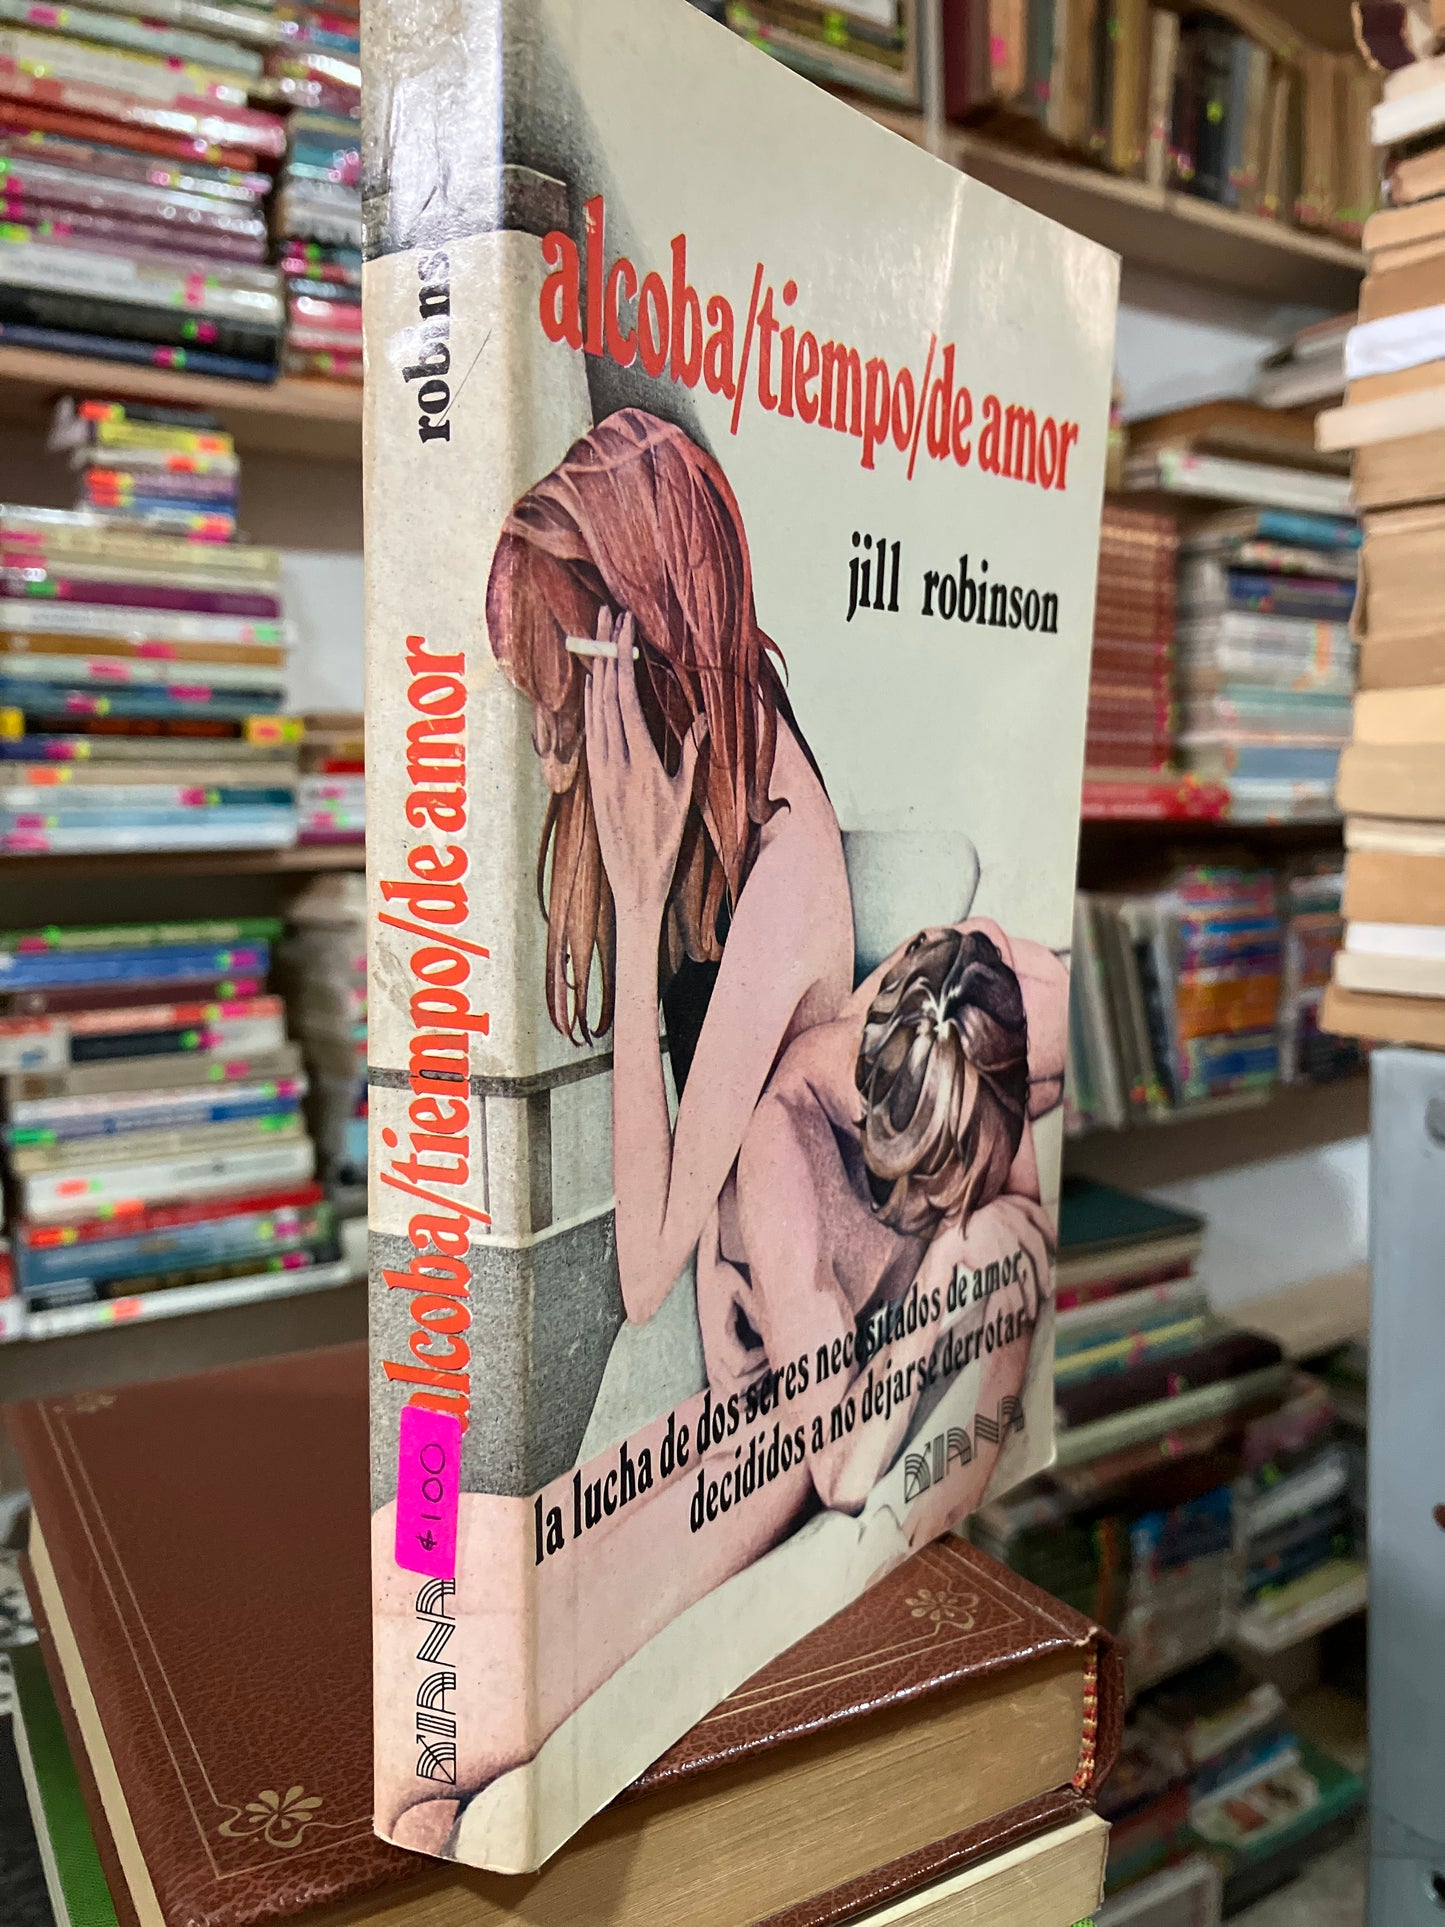 alcoba/tiempo/de amor
jill robinson
la lucha de dos seres necesitados de amor,
decididos a no dejarse derrotar
DIANA
robins
alcoba/tiempo/de amor
$100
DIANA